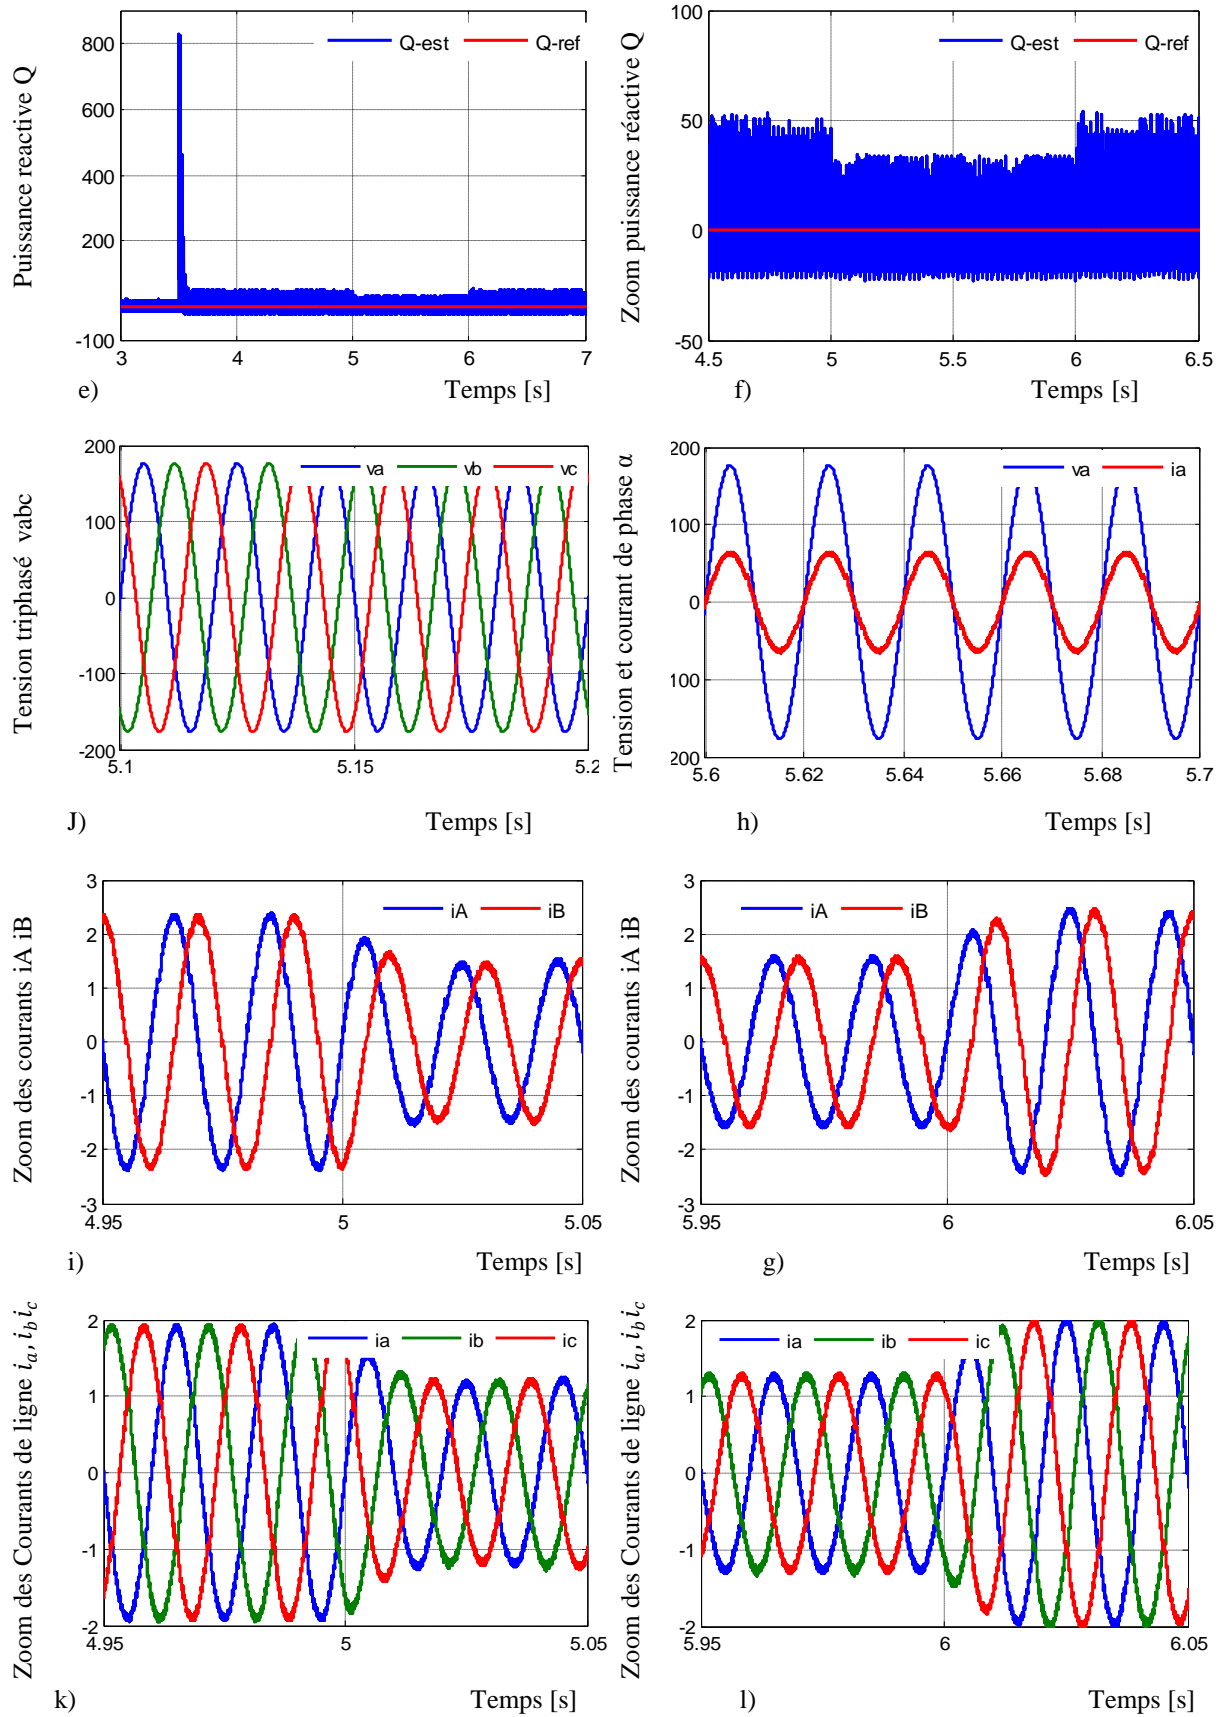 Puissance reactive Q
800
600
400
200
-100
3 4 5 6 7
Q-est Q-ref
e) Temps [s]
Zoom puissance réactive Q
100
50
0
-50
4.5 5 5.5 6 6.5
Q-est Q-ref
f) Temps [s]
Tension triphasé vabc
200
100
0
-100
-200
5.1 5.15 5.2
va vb vc
J) Temps [s]
Tension et courant de phase α
200
100
0
100
200
5.6 5.62 5.64 5.66 5.68 5.7
va ia
h) Temps [s]
Zoom des courants iA iB
3
2
1
0
-1
-2
-3
4.95 5 5.05
iA iB
i) Temps [s]
Zoom des courants iA iB
3
2
1
0
-1
-2
-3
5.95 6 6.05
iA iB
g) Temps [s]
Zoom des Courants de ligne i_a, i_b i_c
2
1
0
-1
-2
4.95 5 5.05
ia ib ic
k) Temps [s]
Zoom des Courants de ligne i_a, i_b i_c
2
1
0
-1
-2
5.95 6 6.05
ia ib ic
l) Temps [s]